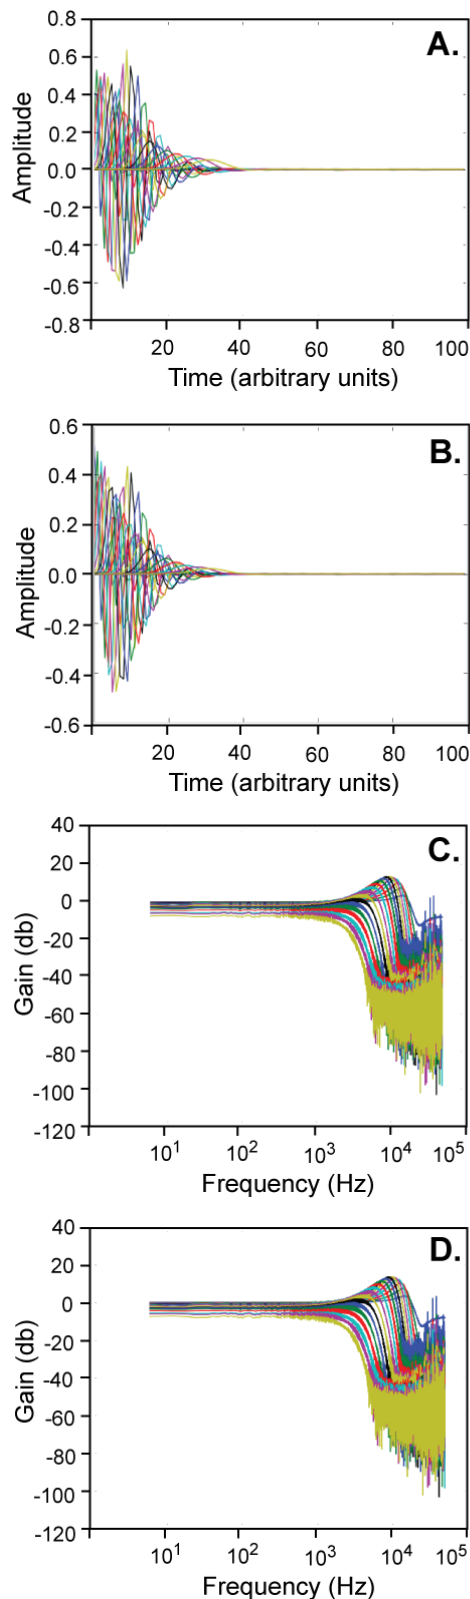 A.
Amplitude
0.8
0.6
0.4
0.2
0.0
-0.2
-0.4
-0.6
-0.8
20 40 60 80 100
Time (arbitrary units)
B.
Amplitude
0.6
0.4
0.2
0.0
-0.2
-0.4
-0.6
20 40 60 80 100
Time (arbitrary units)
C.
Gain (db)
40
20
0
-20
-40
-60
-80
-100
-120
10¹ 10² 10³ 10⁴ 10⁵
Frequency (Hz)
D.
Gain (db)
40
20
0
-20
-40
-60
-80
-100
-120
10¹ 10² 10³ 10⁴ 10⁵
Frequency (Hz)